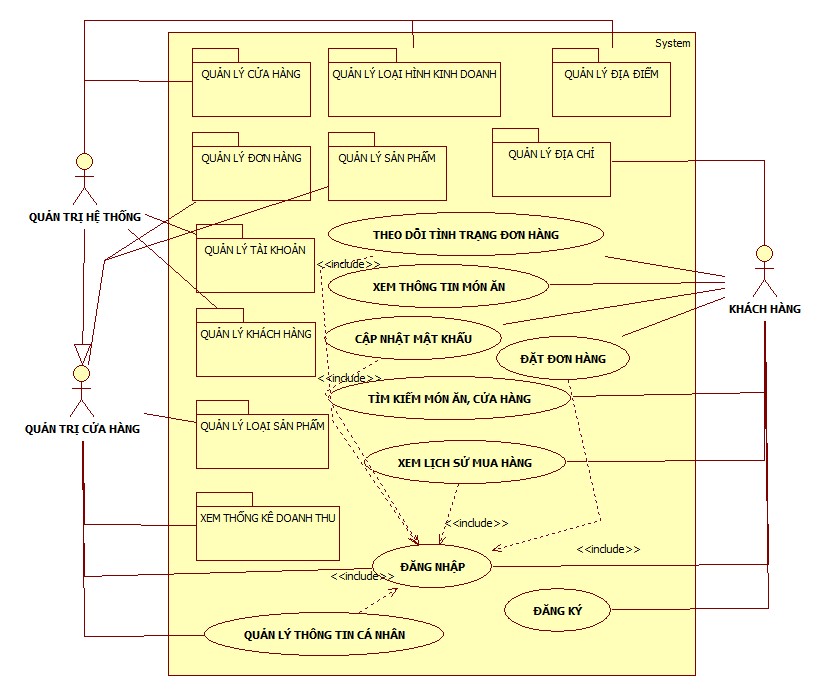 System
QUẢN LÝ CỬA HÀNG
QUẢN LÝ LOẠI HÌNH KINH DOANH
QUẢN LÝ ĐỊA ĐIỂM
QUẢN LÝ ĐƠN HÀNG
QUẢN LÝ SẢN PHẨM
QUẢN LÝ ĐỊA CHỈ
QUẢN TRỊ HỆ THỐNG
THEO DÕI TÌNH TRẠNG ĐƠN HÀNG
QUẢN LÝ TÀI KHOẢN
<<include>>
XEM THÔNG TIN MÓN ĂN
KHÁCH HÀNG
QUẢN LÝ KHÁCH HÀNG
CẬP NHẬT MẬT KHẨU
ĐẶT ĐƠN HÀNG
<<include>>
TÌM KIẾM MÓN ĂN, CỬA HÀNG
QUẢN TRỊ CỬA HÀNG
QUẢN LÝ LOẠI SẢN PHẨM
XEM LỊCH SỬ MUA HÀNG
XEM THỐNG KÊ DOANH THU
<<include>>
<<include>>
ĐĂNG NHẬP
<<include>>
ĐĂNG KÝ
QUẢN LÝ THÔNG TIN CÁ NHÂN